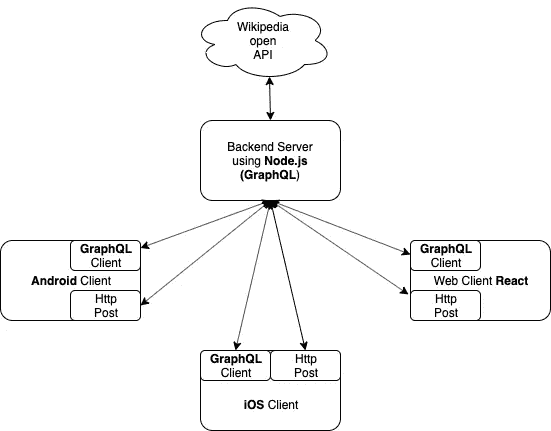 Wikipedia
open
API
Backend Server
using Node.js
(GraphQL)
GraphQL
Client
Android Client
Http
Post
GraphQL
Client
Web Client React
Http
Post
GraphQL
Client
Http
Post
iOS Client